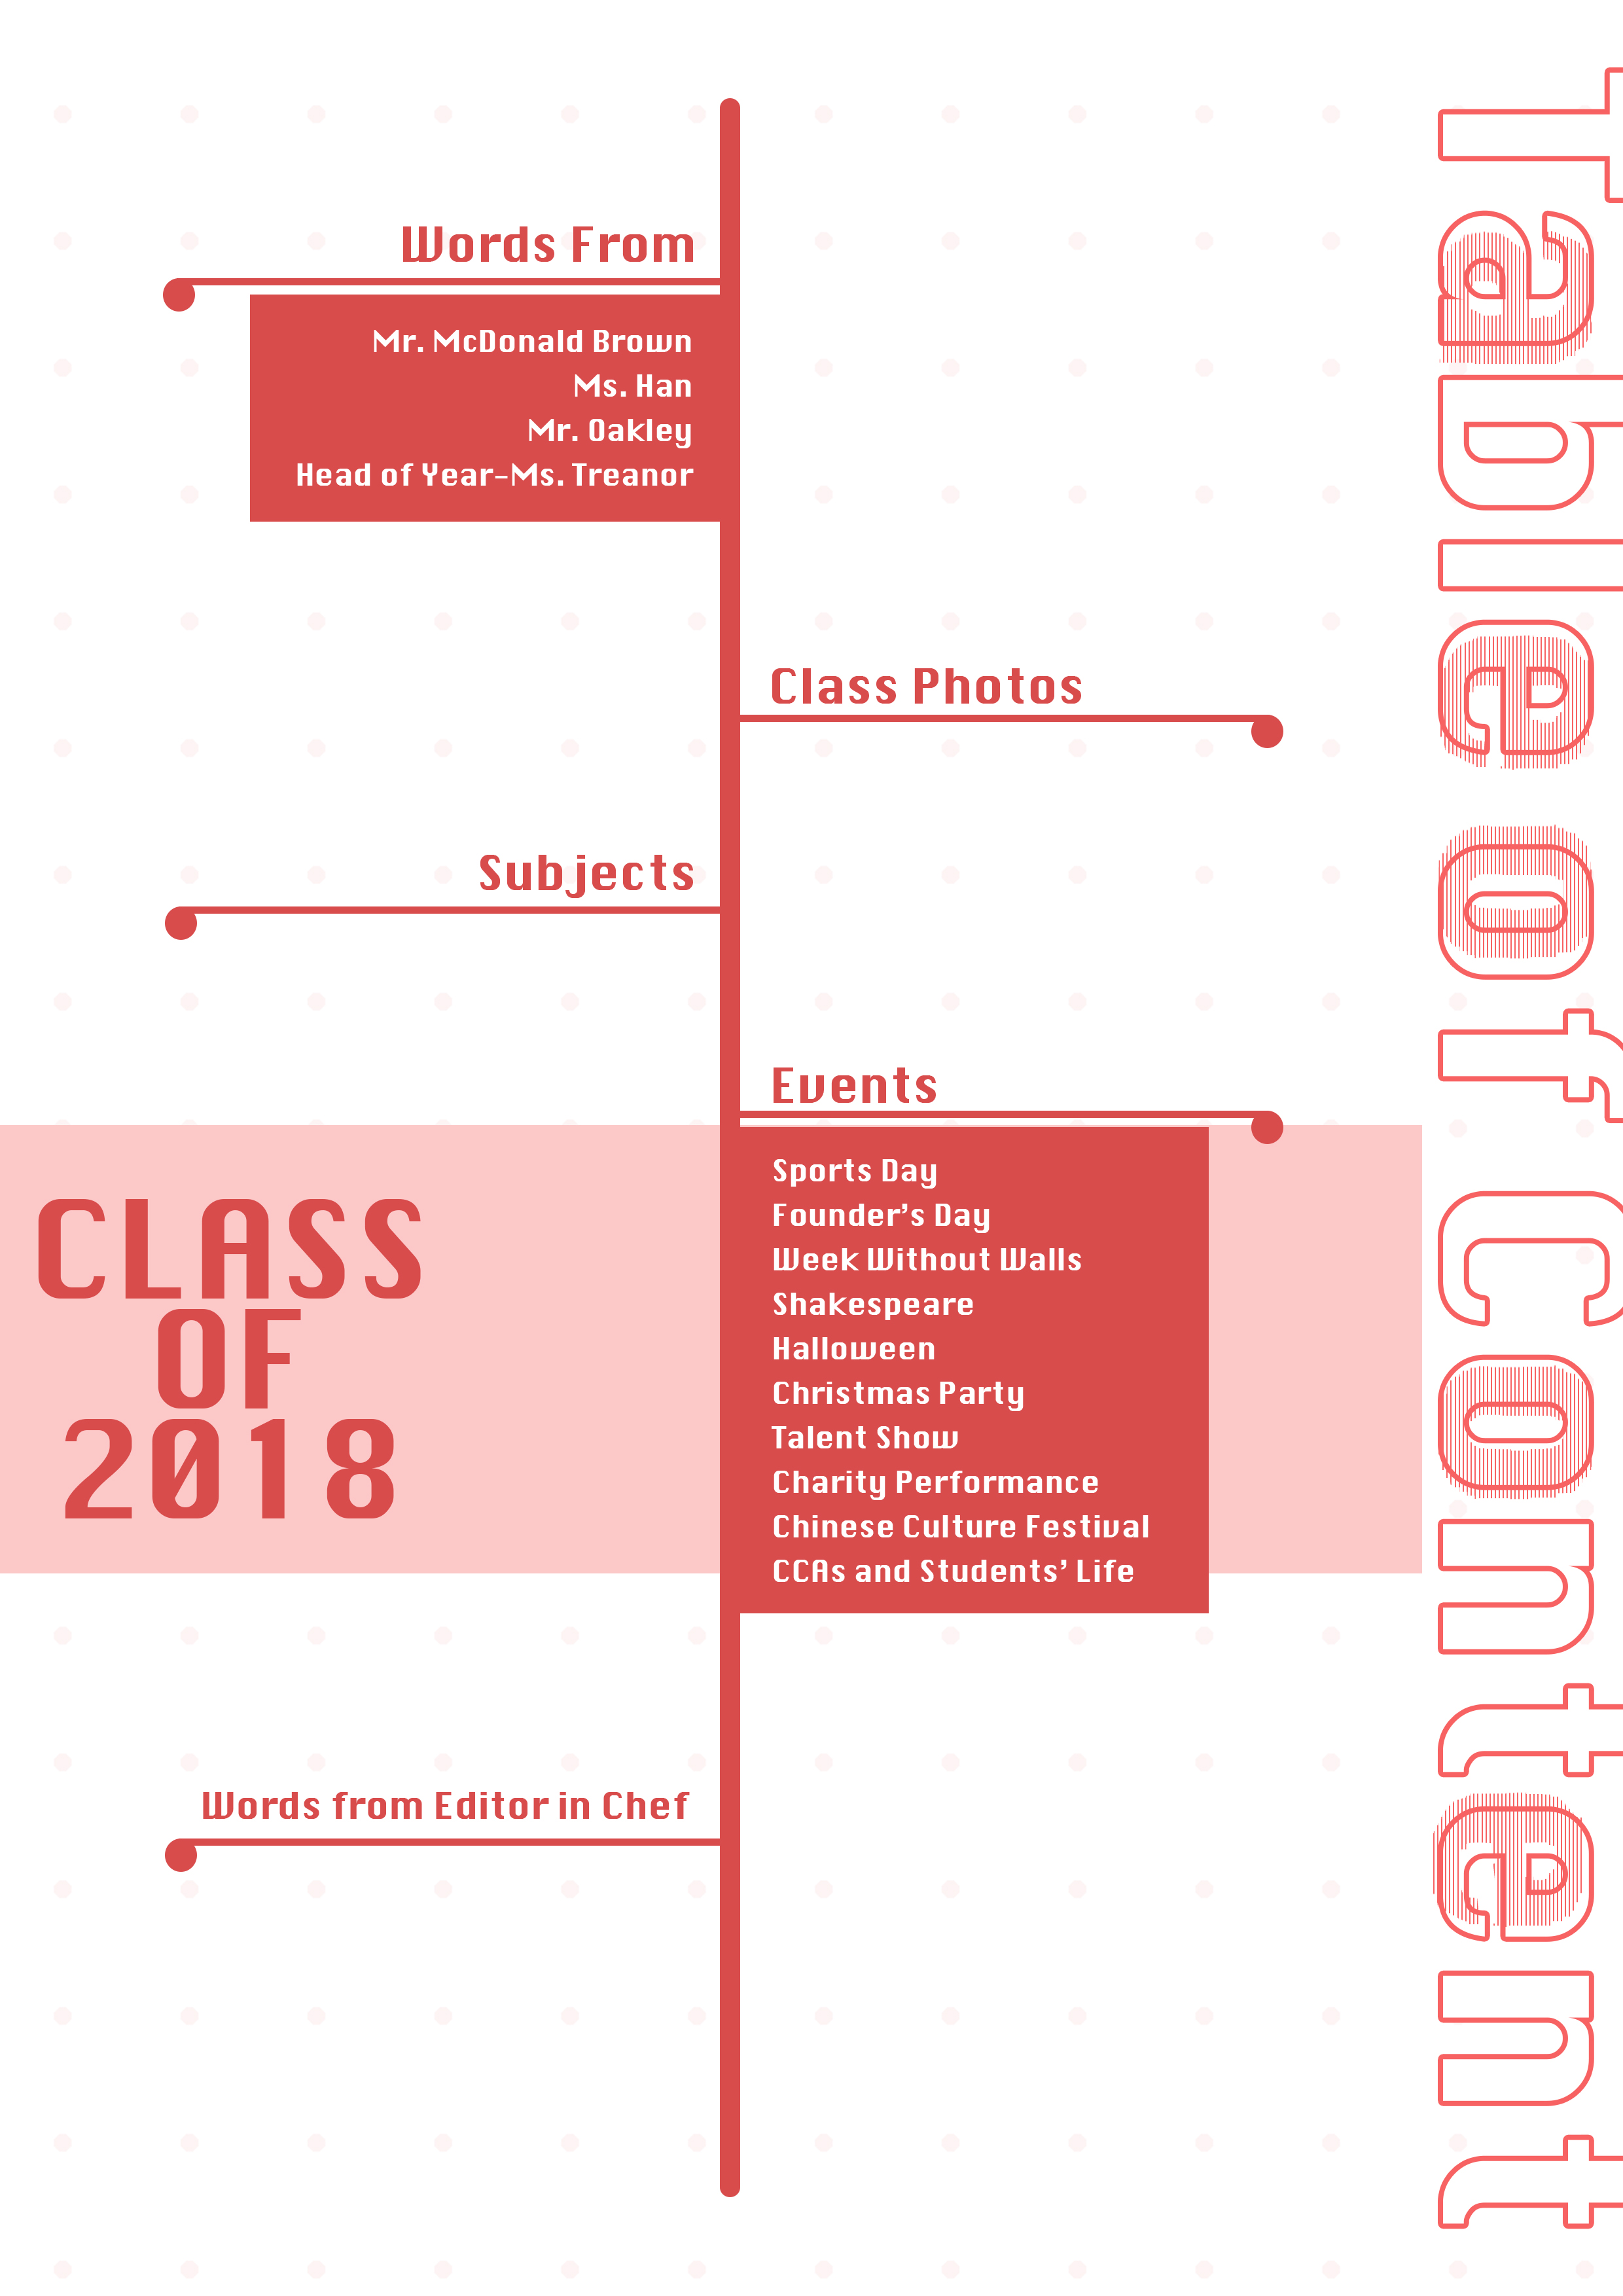 Table of Content
Words From
Mr. McDonald Brown
Ms. Han
Mr. Oakley
Head of Year-Ms. Treanor
Class Photos
Subjects
Events
Sports Day
Founder’s Day
Week Without Walls
Shakespeare
Halloween
Christmas Party
Talent Show
Charity Performance
Chinese Culture Festival
CCAs and Students’ Life
CLASS
OF
2018
Words from Editor in Chef